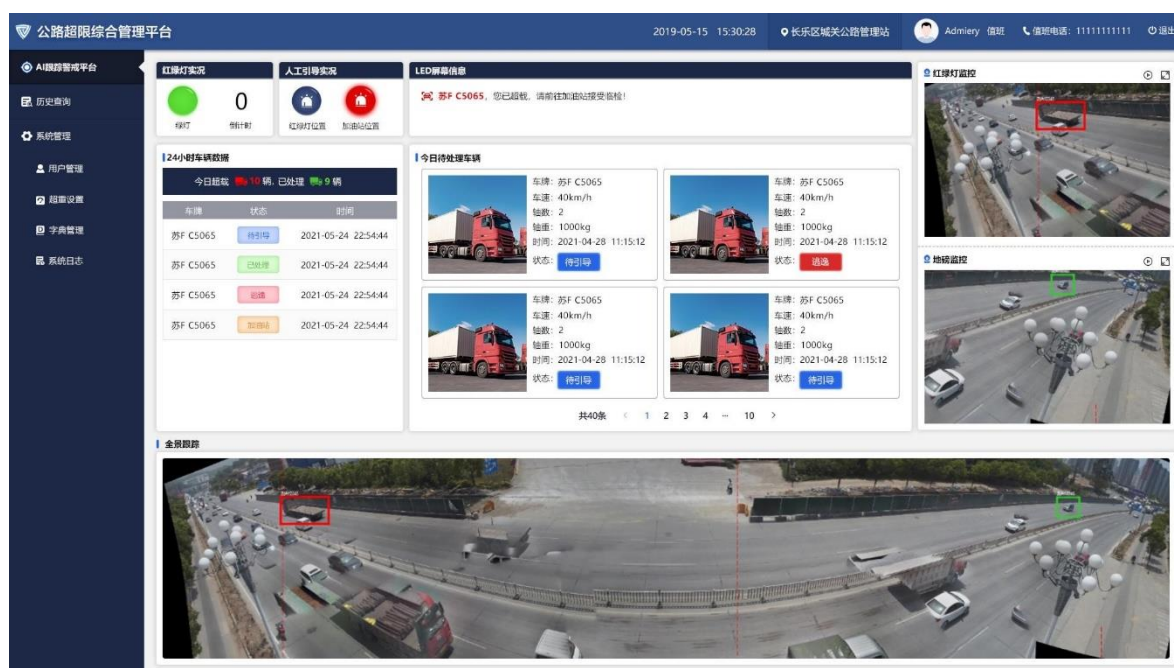 公路超限综合管理平台
2019-05-15 15:30:28
长乐区城关公路管理站
Admiery 值班
值班电话: 11111111111
退出
AI跟踪警戒平台
历史查询
系统管理
用户管理
超重设置
字典管理
系统日志
红绿灯实况
绿灯
0
倒计时
人工引导实况
红绿灯位置
加油站位置
LED屏幕信息
苏F C5065, 您已超载, 请前往加油站接受临检!
24小时车辆数据
今日超载 10 辆, 已处理 9 辆
车牌 状态 时间
苏F C5065 待引导 2021-05-24 22:54:44
苏F C5065 已处理 2021-05-24 22:54:44
苏F C5065 逃逸 2021-05-24 22:54:44
苏F C5065 加油站 2021-05-24 22:54:44
今日待处理车辆
车牌: 苏F C5065
车速: 40km/h
轴数: 2
轴重: 1000kg
时间: 2021-04-28 11:15:12
状态: 待引导
车牌: 苏F C5065
车速: 40km/h
轴数: 2
轴重: 1000kg
时间: 2021-04-28 11:15:12
状态: 逃逸
车牌: 苏F C5065
车速: 40km/h
轴数: 2
轴重: 1000kg
时间: 2021-04-28 11:15:12
状态: 待引导
车牌: 苏F C5065
车速: 40km/h
轴数: 2
轴重: 1000kg
时间: 2021-04-28 11:15:12
状态: 待引导
共40条 < 1 2 3 4 ··· 10 >
红绿灯监控
地磅监控
全景跟踪